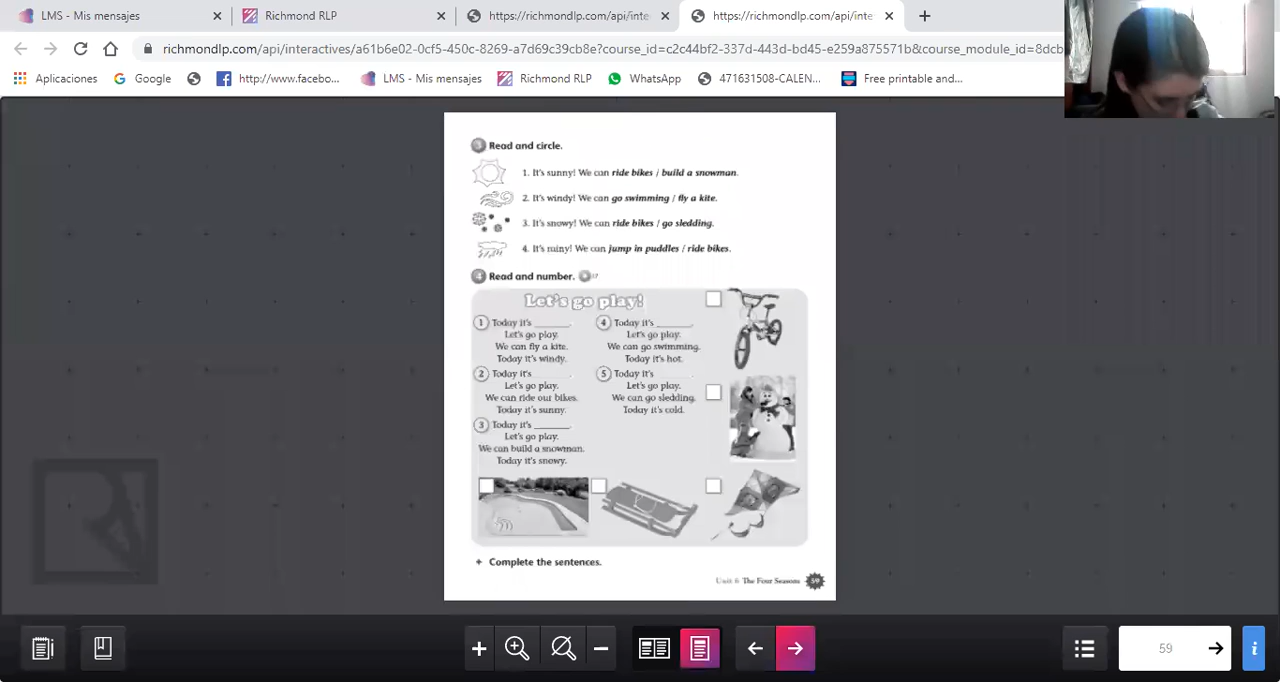 LMS - Mis mensajes
Richmond RLP
https://richmondlp.com/api/inte
https://richmondlp.com/api/inte
richmondlp.com/api/interactives/a61b6e02-0cf5-450c-8269-a7d69c39cb8e?course_id=c2c44bf2-337d-443d-bd45-e259a875571b&course_module_id=8dcb
Aplicaciones
Google
http://www.facebo...
LMS - Mis mensajes
Richmond RLP
WhatsApp
471631508-CALEN...
Free printable and...
3 Read and circle.
1. It's sunny! We can ride bikes / build a snowman.
2. It's windy! We can go swimming / fly a kite.
3. It's snowy! We can ride bikes / go sledding.
4. It's rainy! We can jump in puddles / ride bikes.
4 Read and number. 37
Let's go play!
1 Today it's ______.
Let's go play.
We can fly a kite.
Today it's windy.
2 Today it's ______.
Let's go play.
We can ride our bikes.
Today it's sunny.
3 Today it's ______.
Let's go play.
We can build a snowman.
Today it's snowy.
4 Today it's ______.
Let's go play.
We can go swimming.
Today it's hot.
5 Today it's ______.
Let's go play.
We can go sledding.
Today it's cold.
+ Complete the sentences.
Unit 6 The Four Seasons 59
59